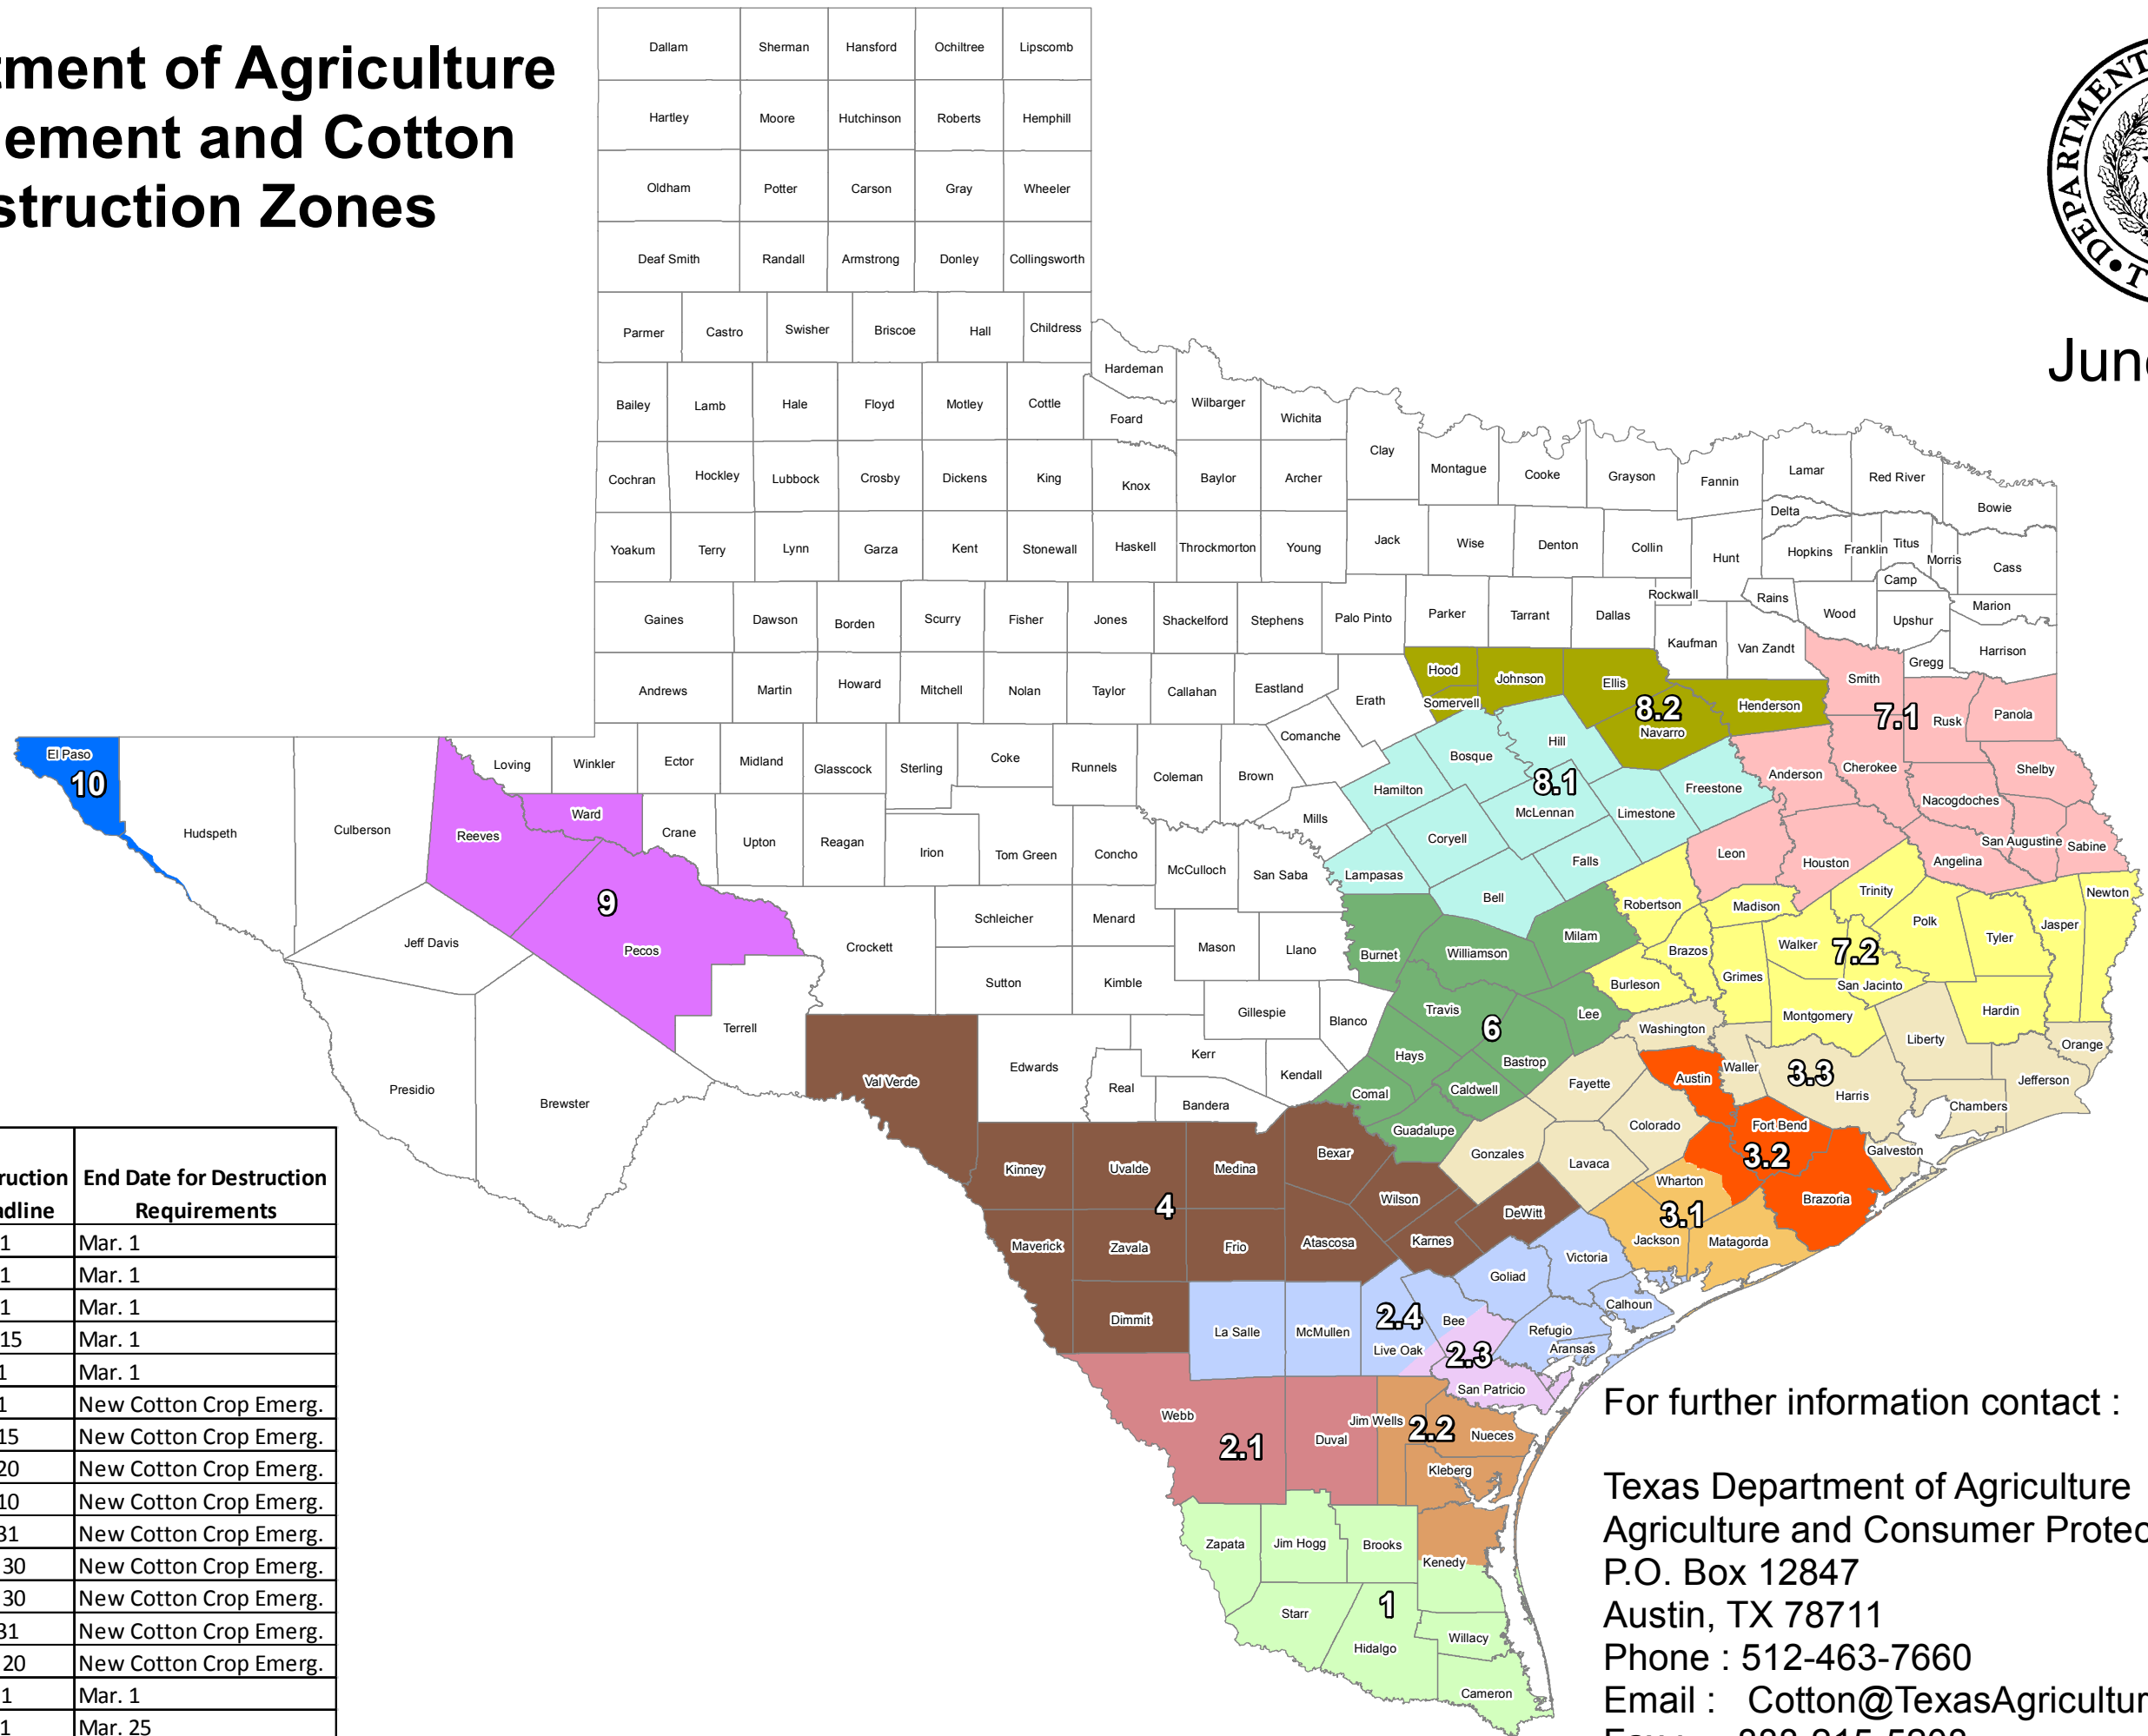 tment of Agriculture
ement and Cotton
struction Zones
DEPARTMENT
June
Dallam Sherman Hansford Ochiltree Lipscomb
Hartley Moore Hutchinson Roberts Hemphill
Oldham Potter Carson Gray Wheeler
Deaf Smith Randall Armstrong Donley Collingsworth
Parmer Castro Swisher Briscoe Hall Childress
Hardeman
Bailey Lamb Hale Floyd Motley Cottle Foard Wilbarger Wichita
Clay
Cochran Hockley Lubbock Crosby Dickens King Knox Baylor Archer Montague Cooke Grayson Fannin Lamar Red River
Bowie
Delta
Yoakum Terry Lynn Garza Kent Stonewall Haskell Throckmorton Young Jack Wise Denton Collin Hunt Hopkins Franklin Titus Morris Cass
Camp
Rockwall Rains Marion
Gaines Dawson Borden Scurry Fisher Jones Shackelford Stephens Palo Pinto Parker Tarrant Dallas Wood Upshur
Kaufman Van Zandt Gregg Harrison
Andrews Martin Howard Mitchell Nolan Taylor Callahan Eastland Erath Hood Johnson Ellis Smith
Somervell 8.2 Henderson 7.1 Rusk Panola
Navarro
El Paso Loving Winkler Ector Midland Glasscock Sterling Coke Runnels Coleman Brown Comanche Bosque Hill
10 Hamilton 8.1 Freestone Anderson Cherokee Shelby
Nacogdoches
Hudspeth Culberson Reeves Ward Crane Upton Reagan Irion Tom Green Concho McCulloch San Saba Mills Coryell McLennan Limestone
Lampasas Falls Leon Houston Angelina San Augustine Sabine
9 Bell Robertson Madison Trinity Newton
Jeff Davis Pecos Crockett Schleicher Menard Mason Llano Burnet Williamson Milam Brazos Walker 7.2 Polk Tyler Jasper
Sutton Kimble Burleson Grimes San Jacinto
Terrell Gillespie Blanco Travis 6 Lee Washington Montgomery Liberty Hardin
Orange
Presidio Brewster Val Verde Edwards Real Kerr Kendall Hays Bastrop Fayette Austin Waller 3.3 Harris Jefferson
Bandera Comal Caldwell Chambers
Guadalupe Gonzales Lavaca Colorado Fort Bend Galveston
Kinney Uvalde Medina Bexar 3.2
4 Wilson DeWitt Wharton Brazoria
Maverick Zavala Frio Atascosa Karnes 3.1
Jackson Matagorda
Goliad Victoria
Dimmit La Salle McMullen 2.4 Bee Refugio Calhoun
Live Oak 2.3 Aransas
San Patricio
Webb 2.1 Duval Jim Wells 2.2 Nueces
Kleberg
Zapata Jim Hogg Brooks Kenedy
Starr 1 Hidalgo Willacy
Cameron
ruction End Date for Destruction
adline Requirements
1 Mar. 1
1 Mar. 1
1 Mar. 1
15 Mar. 1
1 Mar. 1
1 New Cotton Crop Emerg.
15 New Cotton Crop Emerg.
20 New Cotton Crop Emerg.
10 New Cotton Crop Emerg.
31 New Cotton Crop Emerg.
30 New Cotton Crop Emerg.
30 New Cotton Crop Emerg.
31 New Cotton Crop Emerg.
20 New Cotton Crop Emerg.
1 Mar. 1
1 Mar. 25
For further information contact :
Texas Department of Agriculture
Agriculture and Consumer Protec
P.O. Box 12847
Austin, TX 78711
Phone : 512-463-7660
Email : Cotton@TexasAgricultur